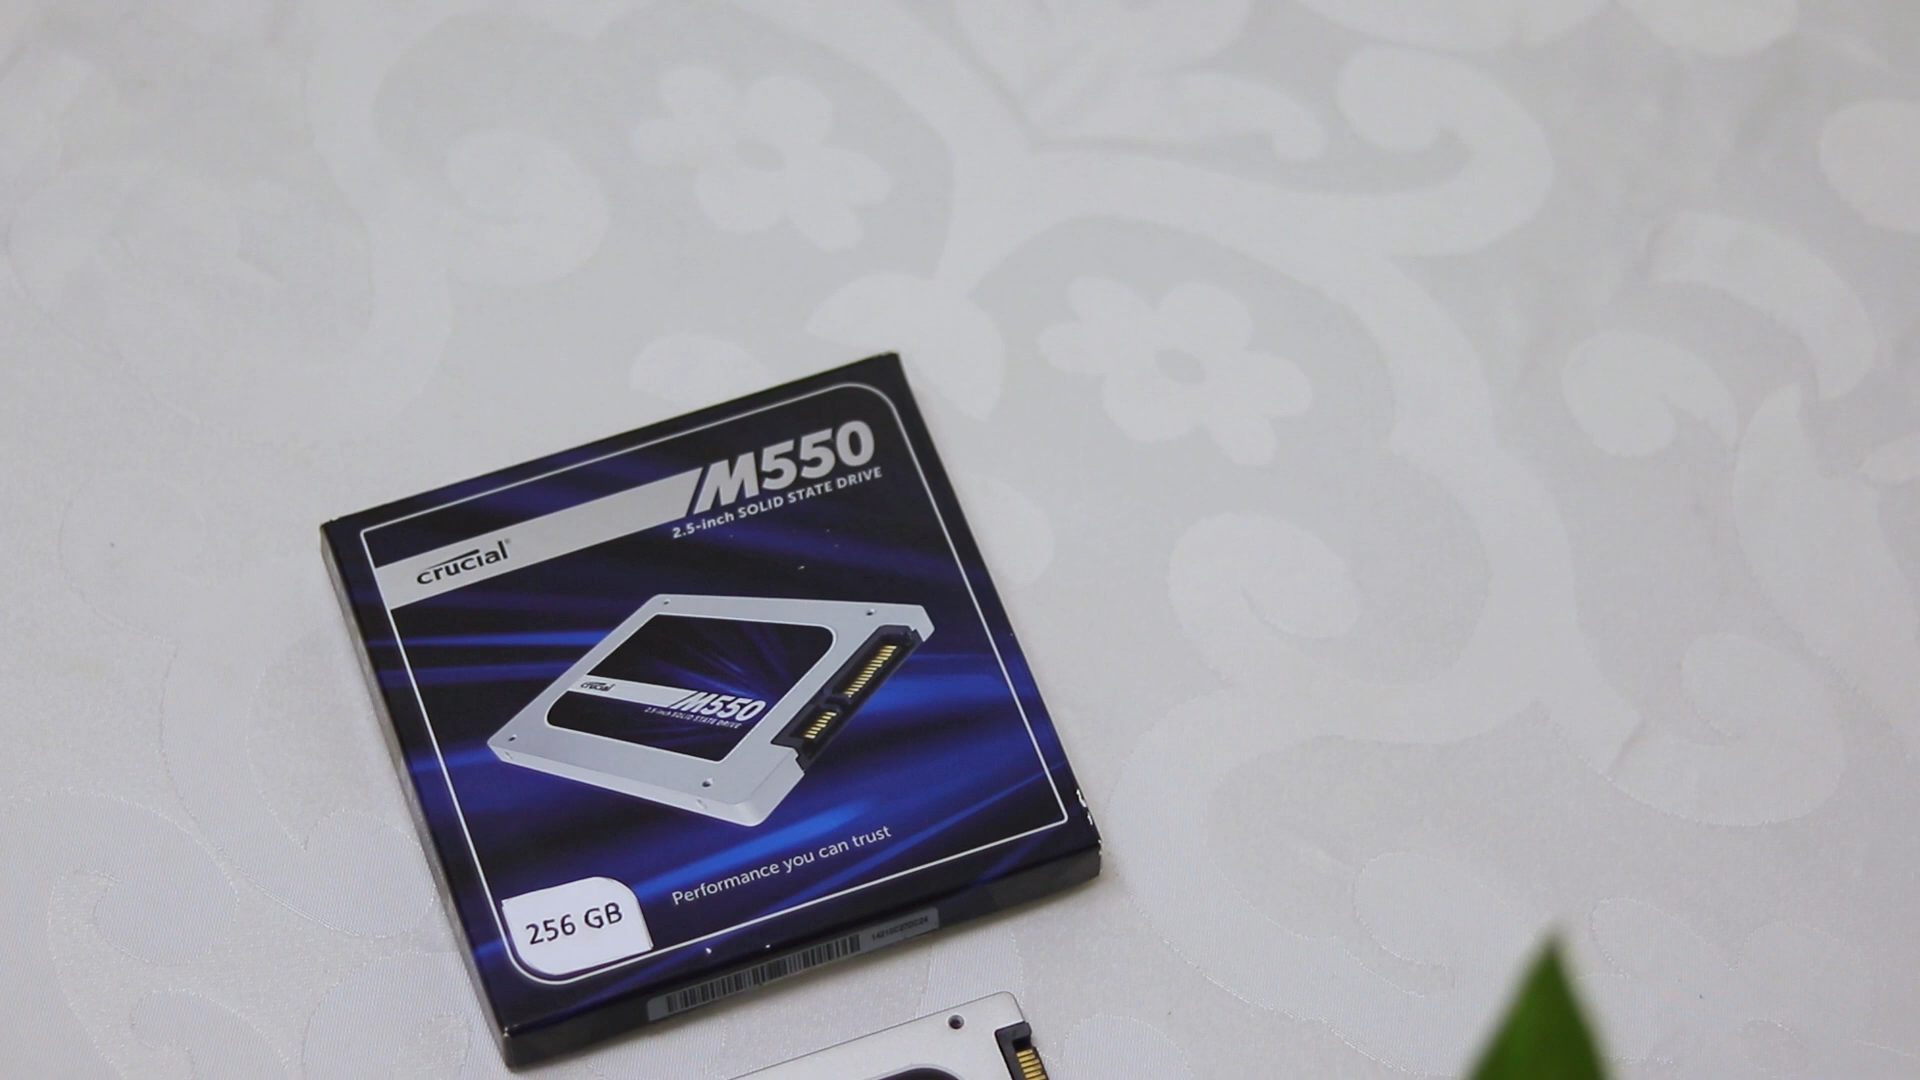 M550
2.5-inch SOLID STATE DRIVE
crucial®
crucial
M550
2.5-inch SOLID STATE DRIVE
Performance you can trust
256 GB